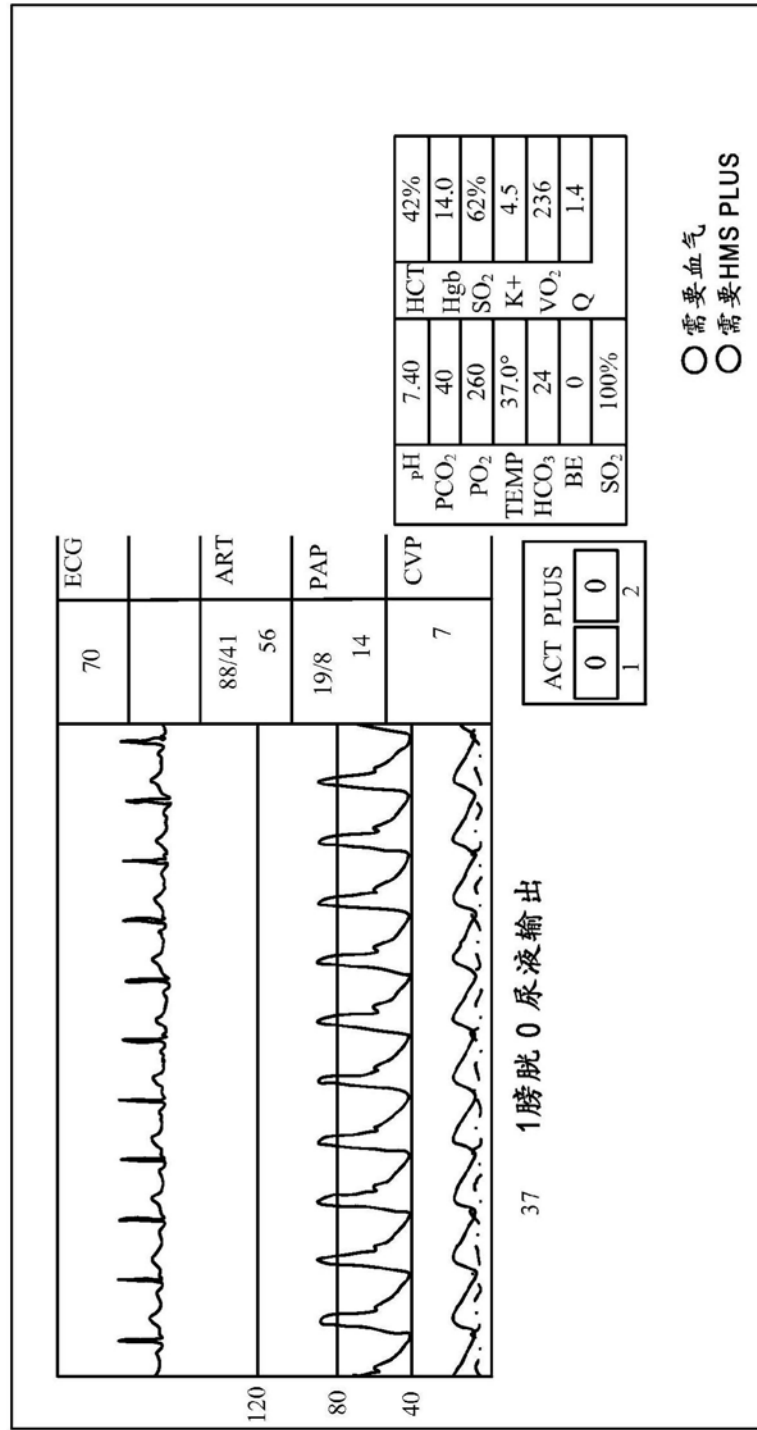 70 ECG
120
88/41 ART
56
80
19/8 PAP
14
40
7 CVP
37 1膀胱 0 尿液输出
ACT PLUS
0 0
1 2
pH 7.40 HCT 42%
PCO₂ 40 Hgb 14.0
PO₂ 260 SO₂ 62%
TEMP 37.0° K+ 4.5
HCO₃ 24 VO₂ 236
BE 0 Q 1.4
SO₂ 100%
○需要血气
○需要HMS PLUS